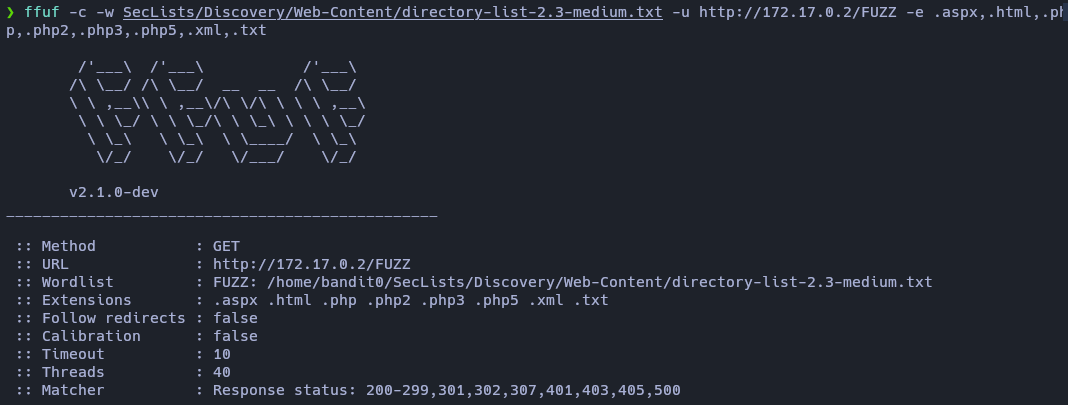 ❯ ffuf -c -w SecLists/Discovery/Web-Content/directory-list-2.3-medium.txt -u http://172.17.0.2/FUZZ -e .aspx,.html,.ph
p,.php2,.php3,.php5,.xml,.txt
        /'___\  /'___\           /'___\
       /\ \__/ /\ \__/  __  __  /\ \__/
       \ \ ,__\\ \ ,__\/\ \/\ \ \ \ ,__\
        \ \ \_/ \ \ \_/\ \ \_\ \ \ \ \_/
         \ \_\   \ \_\  \ \____/  \ \_\
          \/_/    \/_/   \/___/    \/_/
       v2.1.0-dev
________________________________________________
 :: Method           : GET
 :: URL              : http://172.17.0.2/FUZZ
 :: Wordlist         : FUZZ: /home/bandit0/SecLists/Discovery/Web-Content/directory-list-2.3-medium.txt
 :: Extensions       : .aspx .html .php .php2 .php3 .php5 .xml .txt
 :: Follow redirects : false
 :: Calibration      : false
 :: Timeout          : 10
 :: Threads          : 40
 :: Matcher          : Response status: 200-299,301,302,307,401,403,405,500